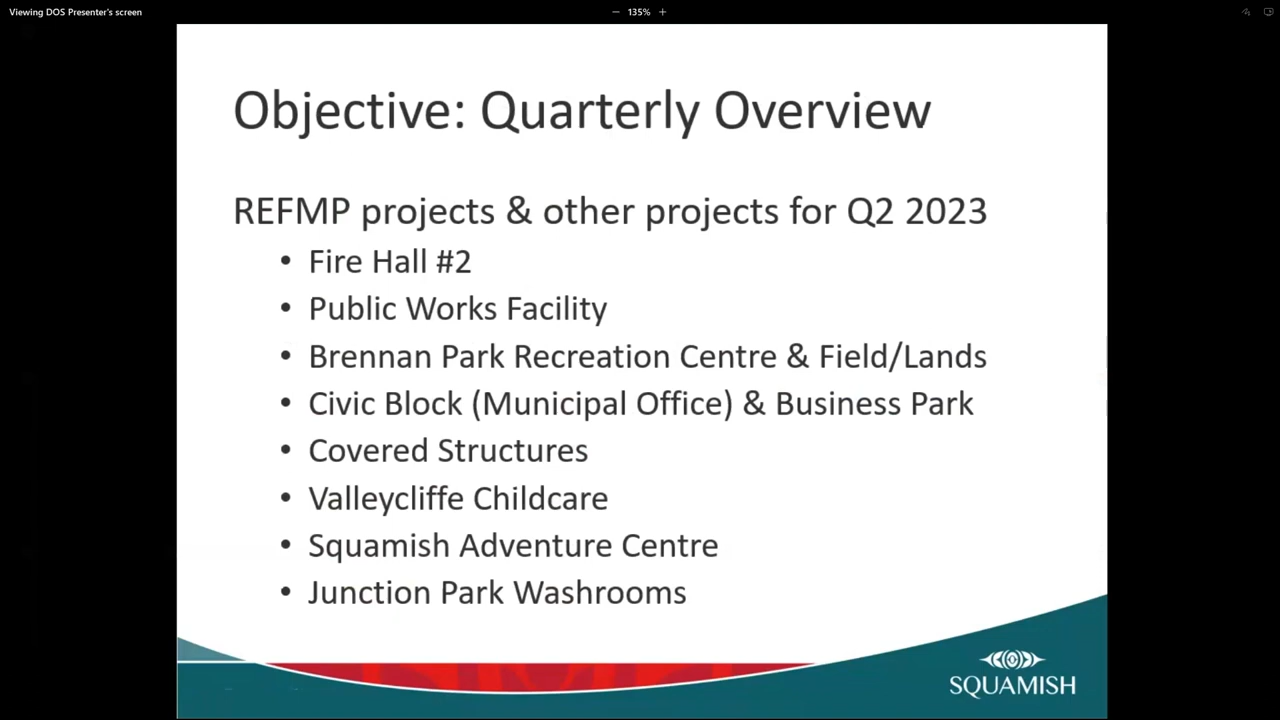 Viewing DOS Presenter's screen
− 135% +
Objective: Quarterly Overview
REFMP projects & other projects for Q2 2023
• Fire Hall #2
• Public Works Facility
• Brennan Park Recreation Centre & Field/Lands
• Civic Block (Municipal Office) & Business Park
• Covered Structures
• Valleycliffe Childcare
• Squamish Adventure Centre
• Junction Park Washrooms
SQUAMISH